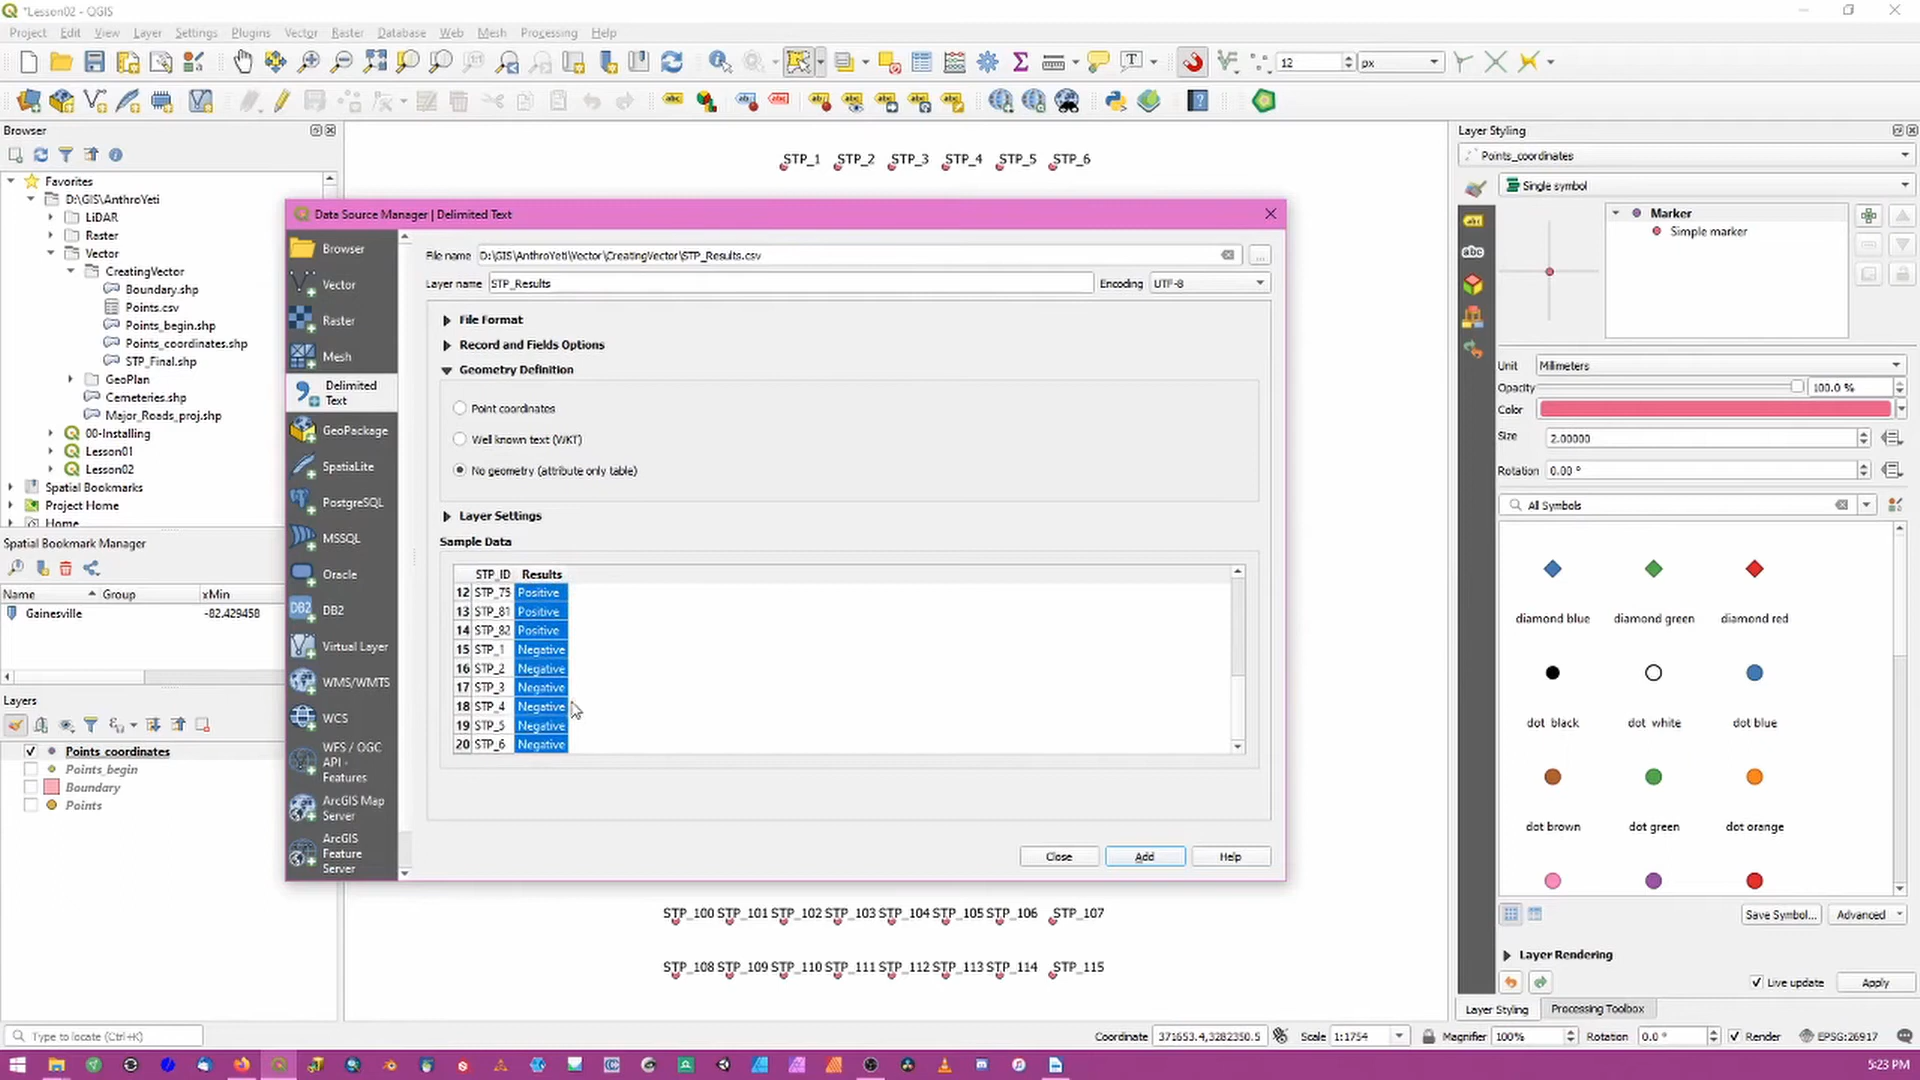 *Lesson02 - QGIS
Project Edit View Layer Settings Plugins Vector Raster Database Web Mesh Processing Help
12 px
Browser
Favorites
D:\GIS\AnthroYeti
LiDAR
Raster
Vector
CreatingVector
Boundary.shp
Points.csv
Points_begin.shp
Points_coordinates.shp
STP_Final.shp
GeoPlan
Cemeteries.shp
Major_Roads_proj.shp
00-Installing
Lesson01
Lesson02
Spatial Bookmarks
Project Home
Home
Spatial Bookmark Manager
Name Group xMin
Gainesville -82.429458
Layers
Points_coordinates
Points_begin
Boundary
Points
Type to locate (Ctrl+K)
STP_1 STP_2 STP_3 STP_4 STP_5 STP_6
Data Source Manager | Delimited Text
Browser
Vector
Raster
Mesh
Delimited
Text
GeoPackage
SpatiaLite
PostgreSQL
MSSQL
Oracle
DB2
DB2
Virtual Layer
WMS/WMTS
WCS
WFS / OGC
API -
Features
ArcGIS Map
Server
ArcGIS
Feature
Server
File name D:\GIS\AnthroYeti\Vector\CreatingVector\STP_Results.csv ...
Layer name STP_Results Encoding UTF-8
File Format
Record and Fields Options
Geometry Definition
Point coordinates
Well known text (WKT)
No geometry (attribute only table)
Layer Settings
Sample Data
STP_ID Results
12 STP_75 Positive
13 STP_81 Positive
14 STP_82 Positive
15 STP_1 Negative
16 STP_2 Negative
17 STP_3 Negative
18 STP_4 Negative
19 STP_5 Negative
20 STP_6 Negative
Close Add Help
STP_100 STP_101 STP_102 STP_103 STP_104 STP_105 STP_106 STP_107
STP_108 STP_109 STP_110 STP_111 STP_112 STP_113 STP_114 STP_115
Layer Styling
Points_coordinates
Single symbol
abc
Marker
Simple marker
Unit Millimeters
Opacity 100.0 %
Color
Size 2.00000
Rotation 0.00 °
All Symbols
diamond blue diamond green diamond red
dot black dot white dot blue
dot brown dot green dot orange
Save Symbol... Advanced
Layer Rendering
Live update Apply
Layer Styling Processing Toolbox
Coordinate 371653.4,3282350.5 Scale 1:1754 Magnifier 100% Rotation 0.0 ° Render EPSG:26917
5:23 PM